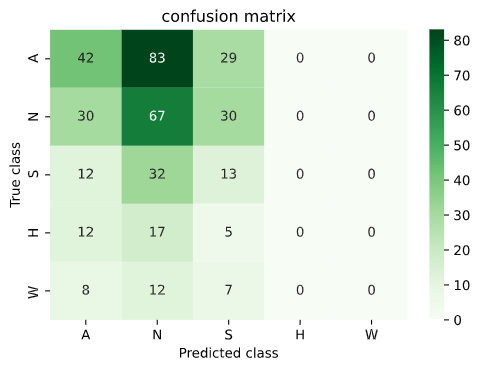 confusion matrix
A 42 83 29 0 0
N 30 67 30 0 0
S 12 32 13 0 0
H 12 17 5 0 0
W 8 12 7 0 0
A N S H W
Predicted class
True class
80
70
60
50
40
30
20
10
0